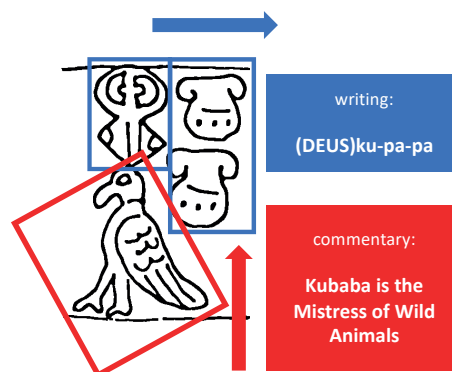 writing:
(DEUS)ku-pa-pa
commentary:
Kubaba is the
Mistress of Wild
Animals